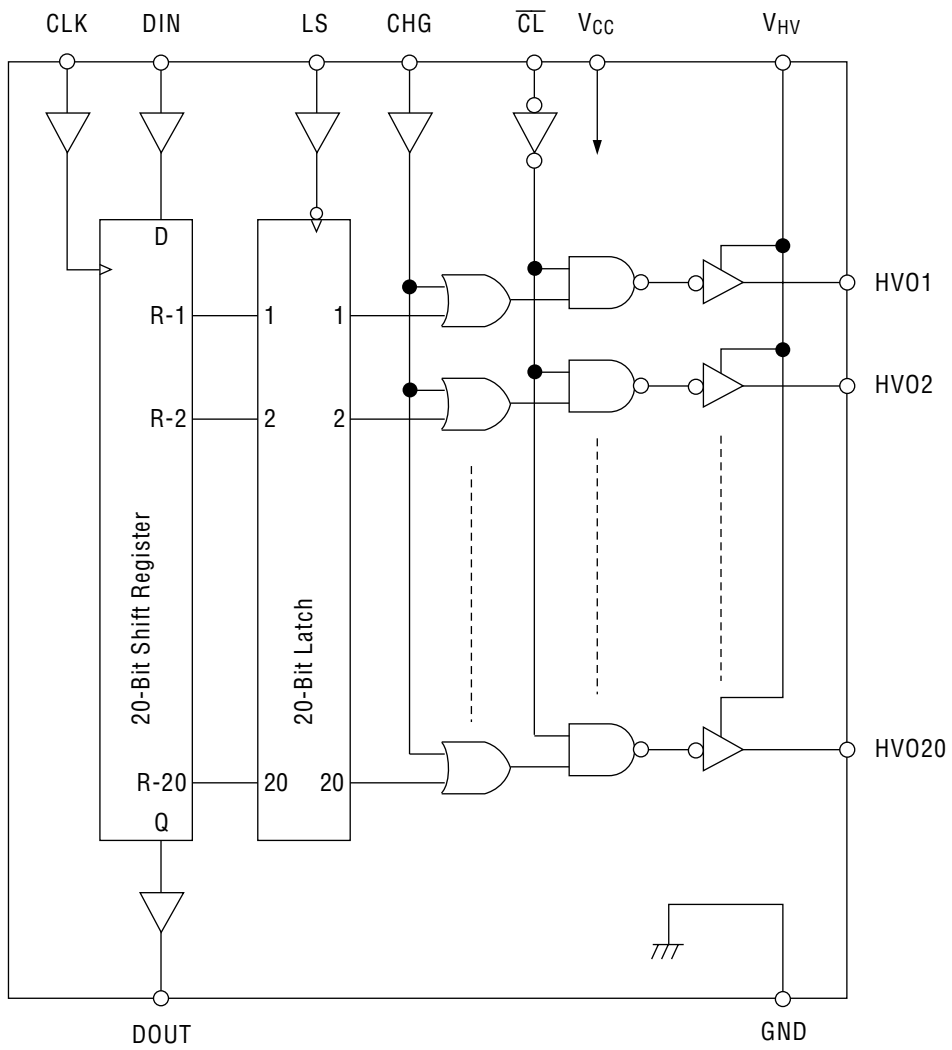 CLK DIN LS CHG C̅L̅ VCC VHV
D
HVO1
R-1 1 1
HVO2
R-2 2 2
20-Bit Shift Register
20-Bit Latch
HVO20
R-20 20 20
Q
DOUT
GND